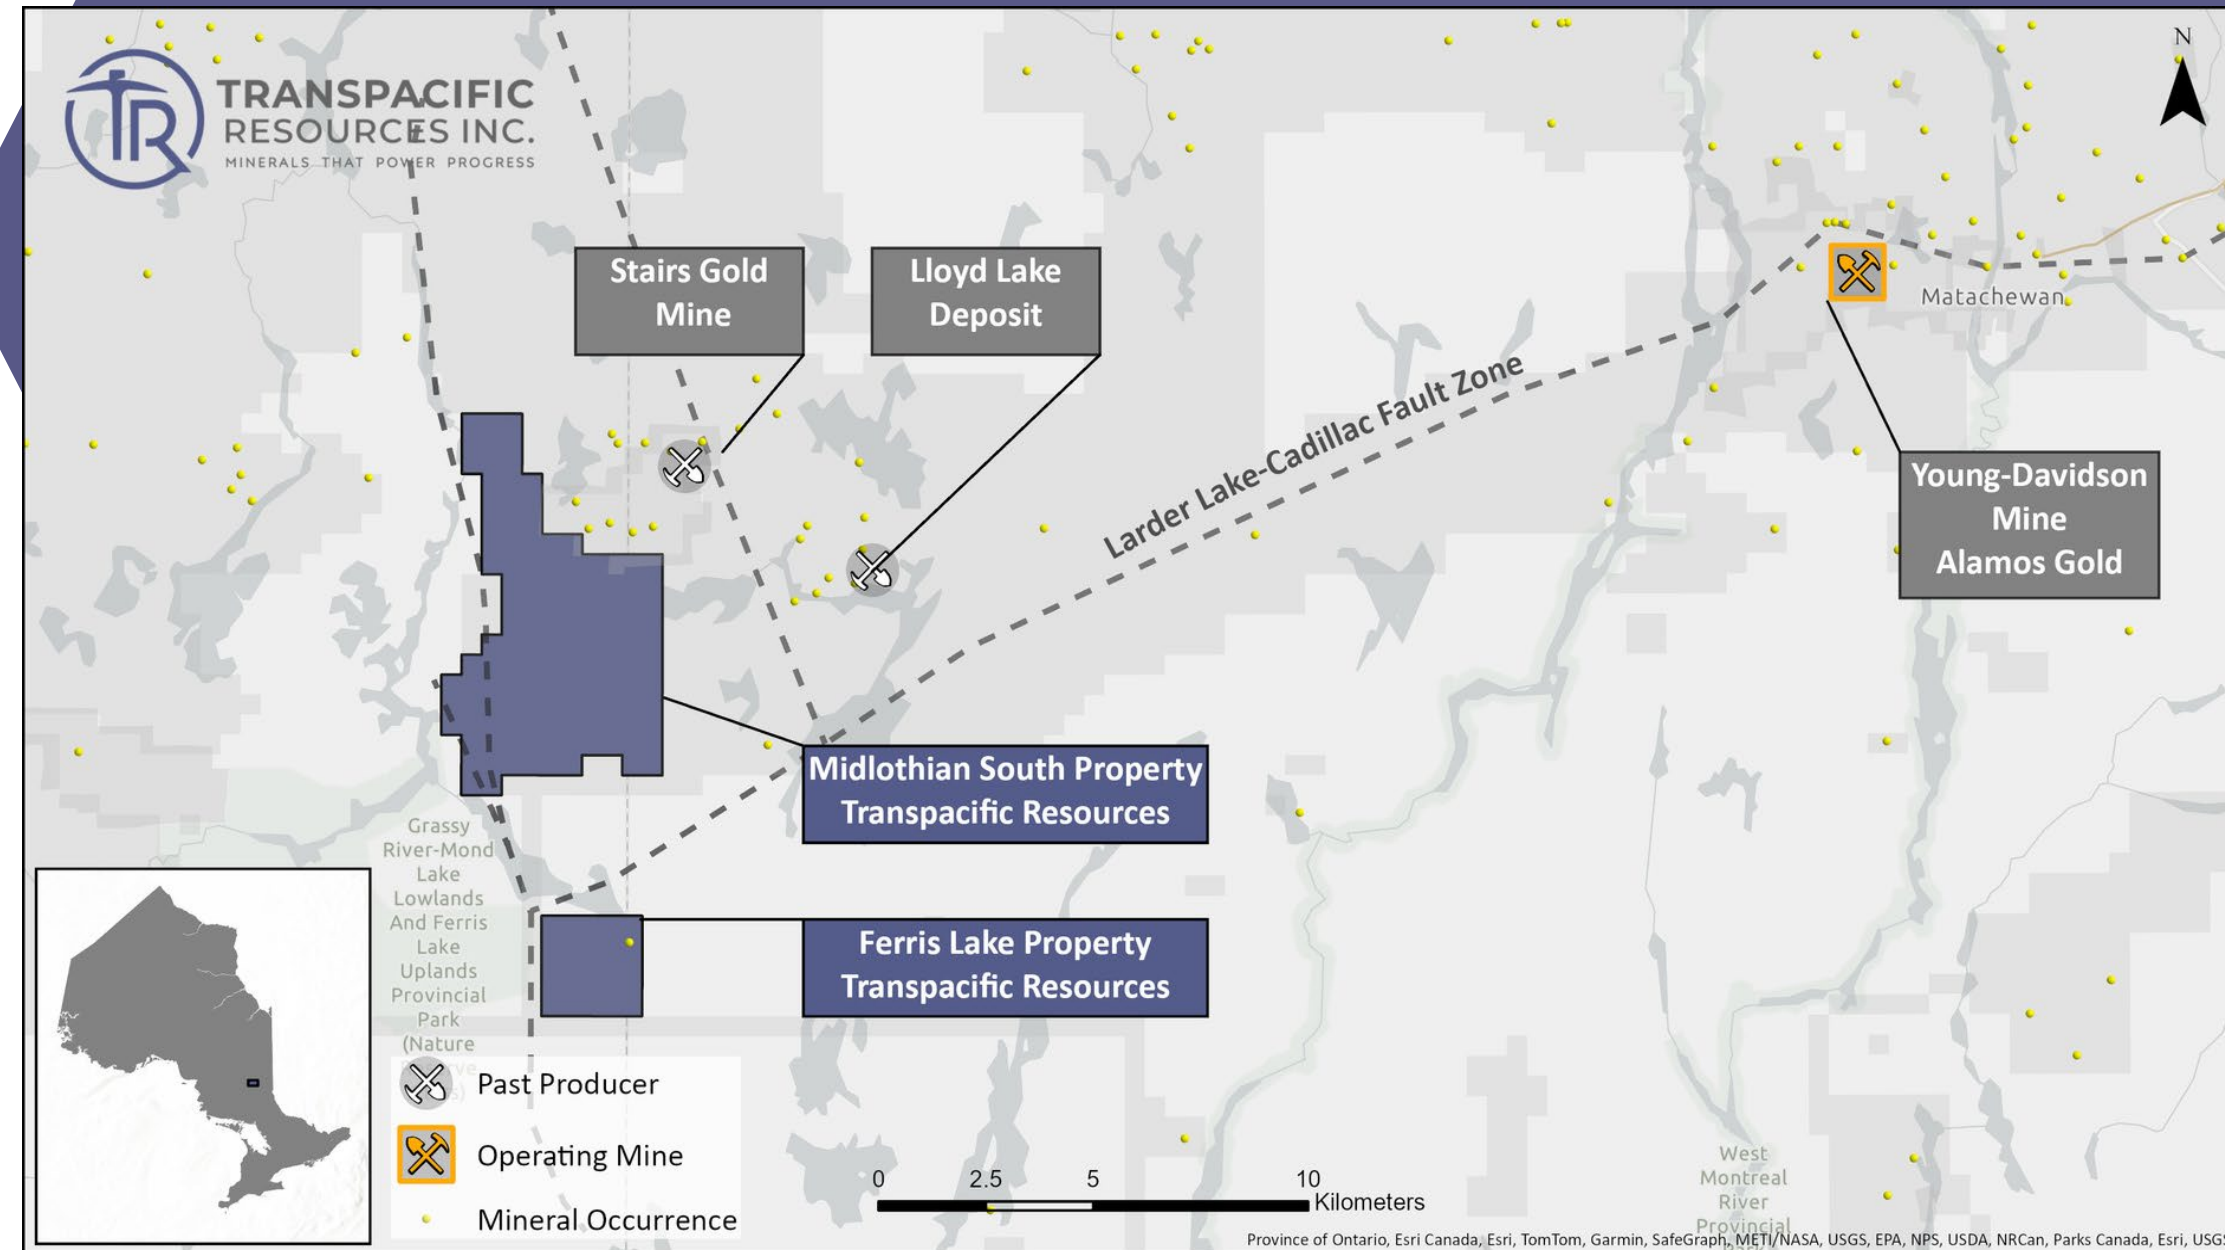 TRANSPACIFIC
RESOURCES INC.
MINERALS THAT POWER PROGRESS
N
Stairs Gold
Mine
Lloyd Lake
Deposit
Matachewan
Larder Lake-Cadillac Fault Zone
Young-Davidson
Mine
Alamos Gold
Midlothian South Property
Transpacific Resources
Ferris Lake Property
Transpacific Resources
Grassy
River-Mond
Lake
Lowlands
And Ferris
Lake
Uplands
Provincial
Park
(Nature
Past Producer
Operating Mine
Mineral Occurrence
0 2.5 5 10
Kilometers
West
Montreal
River
Provincial
Province of Ontario, Esri Canada, Esri, TomTom, Garmin, SafeGraph, METI/NASA, USGS, EPA, NPS, USDA, NRCan, Parks Canada, Esri, USGS